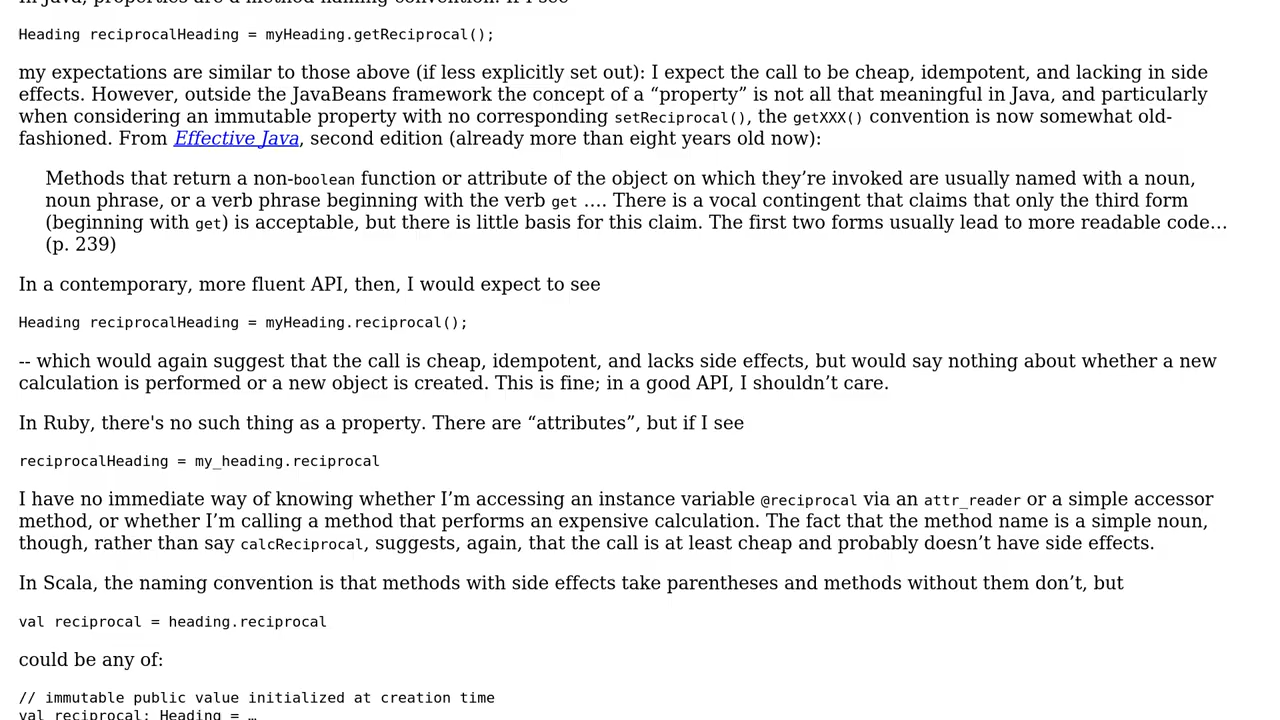 In Java, properties are a method naming convention. If I see
Heading reciprocalHeading = myHeading.getReciprocal();
my expectations are similar to those above (if less explicitly set out): I expect the call to be cheap, idempotent, and lacking in side
effects. However, outside the JavaBeans framework the concept of a “property” is not all that meaningful in Java, and particularly
when considering an immutable property with no corresponding setReciprocal(), the getXXX() convention is now somewhat old-
fashioned. From Effective Java, second edition (already more than eight years old now):
Methods that return a non-boolean function or attribute of the object on which they’re invoked are usually named with a noun,
noun phrase, or a verb phrase beginning with the verb get …. There is a vocal contingent that claims that only the third form
(beginning with get) is acceptable, but there is little basis for this claim. The first two forms usually lead to more readable code…
(p. 239)
In a contemporary, more fluent API, then, I would expect to see
Heading reciprocalHeading = myHeading.reciprocal();
-- which would again suggest that the call is cheap, idempotent, and lacks side effects, but would say nothing about whether a new
calculation is performed or a new object is created. This is fine; in a good API, I shouldn’t care.
In Ruby, there's no such thing as a property. There are “attributes”, but if I see
reciprocalHeading = my_heading.reciprocal
I have no immediate way of knowing whether I’m accessing an instance variable @reciprocal via an attr_reader or a simple accessor
method, or whether I’m calling a method that performs an expensive calculation. The fact that the method name is a simple noun,
though, rather than say calcReciprocal, suggests, again, that the call is at least cheap and probably doesn’t have side effects.
In Scala, the naming convention is that methods with side effects take parentheses and methods without them don’t, but
val reciprocal = heading.reciprocal
could be any of:
// immutable public value initialized at creation time
val reciprocal: Heading = …